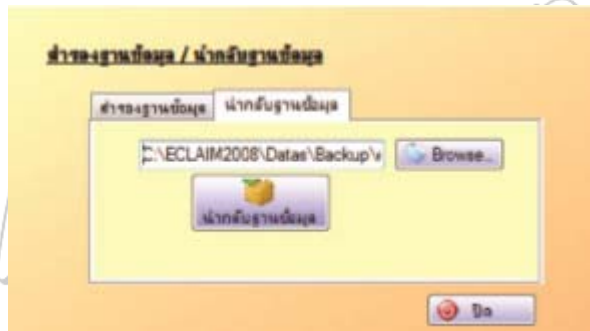 สำรองฐานข้อมูล / นำกลับฐานข้อมูล
สำรองฐานข้อมูล นำกลับฐานข้อมูล
C:\ECLAIM2008\Datas\Backup\ Browse..
นำกลับฐานข้อมูล
ปิด